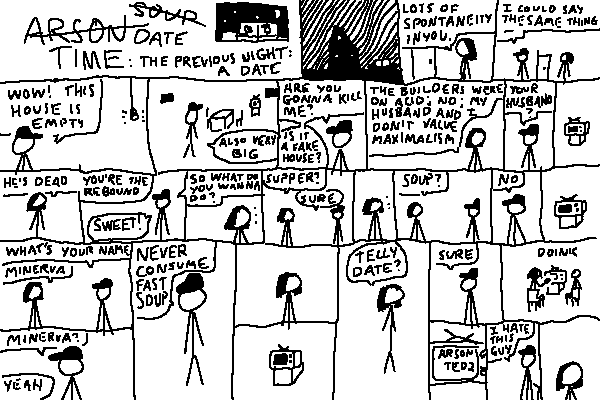 ARSON SOUP DATE
TIME: THE PREVIOUS NIGHT:
A DATE
LOTS OF
SPONTANEITY
IN YOU.
I COULD SAY
THE SAME THING
WOW! THIS
HOUSE IS
EMPTY
ALSO VERY
BIG
ARE YOU
GONNA KILL
ME?
IS IT
A FAKE
HOUSE?
THE BUILDERS WERE
ON ACID; NO; MY
HUSBAND AND I
DON'T VALUE
MAXIMALISM
YOUR
HUSBAND
?
HE'S DEAD
YOU'RE THE
REBOUND
SWEET!
SO WHAT DO
YOU WANNA
DO?
SUPPER?
SURE
SOUP?
NO
WHAT'S YOUR NAME
MINERVA
NEVER
CONSUME
FAST
SOUP
TELLY
DATE?
SURE
DOINK
MINERVA?
YEAH
ARSONIS
TED2
I HATE
THIS
GUY